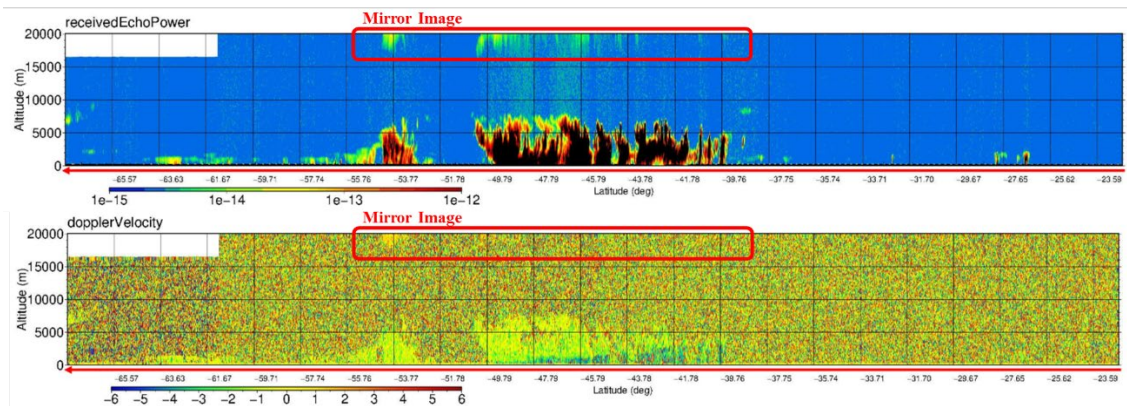 receivedEchoPower
Mirror Image
20000
15000
10000
5000
0
Altitude (m)
−65.57 −63.63 −61.67 −59.71 −57.74 −55.76 −53.77 −51.78 −49.79 −47.79 −45.79 −43.78 −41.78 −39.76 −37.75 −35.74 −33.71 −31.70 −29.67 −27.65 −25.62 −23.59
Latitude (deg)
1e-15 1e-14 1e-13 1e-12
dopplerVelocity
Mirror Image
20000
15000
10000
5000
0
Altitude (m)
−65.57 −63.63 −61.67 −59.71 −57.74 −55.76 −53.77 −51.78 −49.79 −47.79 −45.79 −43.78 −41.78 −39.76 −37.75 −35.74 −33.71 −31.70 −29.67 −27.65 −25.62 −23.59
Latitude (deg)
−6 −5 −4 −3 −2 −1 0 1 2 3 4 5 6